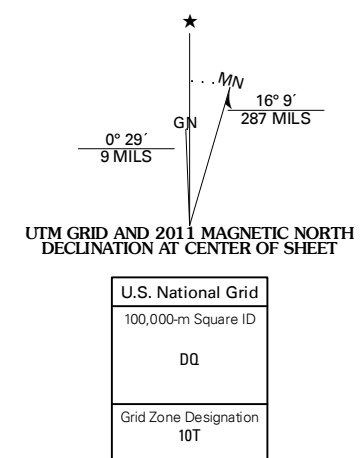 ★
MN
16° 9´
287 MILS
GN
0° 29´
9 MILS
UTM GRID AND 2011 MAGNETIC NORTH
DECLINATION AT CENTER OF SHEET
U.S. National Grid
100,000-m Square ID
DQ
Grid Zone Designation
10T